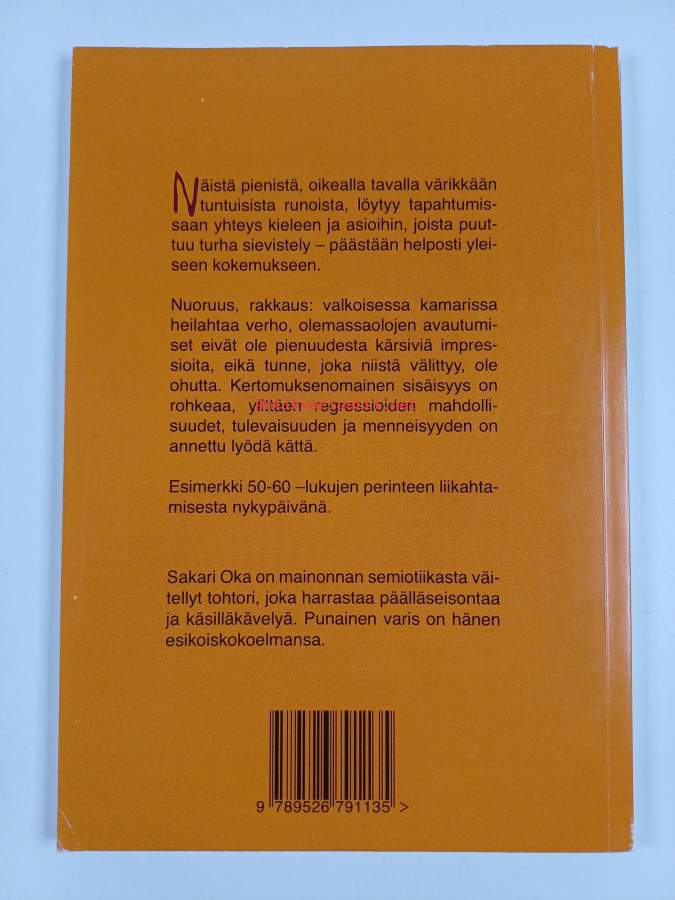 Näistä pienistä, oikealla tavalla värikkään
tuntuisista runoista, löytyy tapahtumis-
saan yhteys kieleen ja asioihin, joista puut-
tuu turha sievistely – päästään helposti ylei-
seen kokemukseen.
Nuoruus, rakkaus: valkoisessa kamarissa
heilahtaa verho, olemassaolojen avautumi-
set eivät ole pienuudesta kärsiviä impres-
sioita, eikä tunne, joka niistä välittyy, ole
ohutta. Kertomuksenomainen sisäisyys on
rohkeaa, yhtäen regressioiden mahdolli-
suudet, tulevaisuuden ja menneisyyden on
annettu lyödä kättä.
Esimerkki 50-60 –lukujen perinteen liikahta-
misesta nykypäivänä.
Sakari Oka on mainonnan semiotiikasta väi-
tellyt tohtori, joka harrastaa päälläseisontaa
ja käsilläkävelyä. Punainen varis on hänen
esikoiskokoelmansa.
9 789526 791135 >